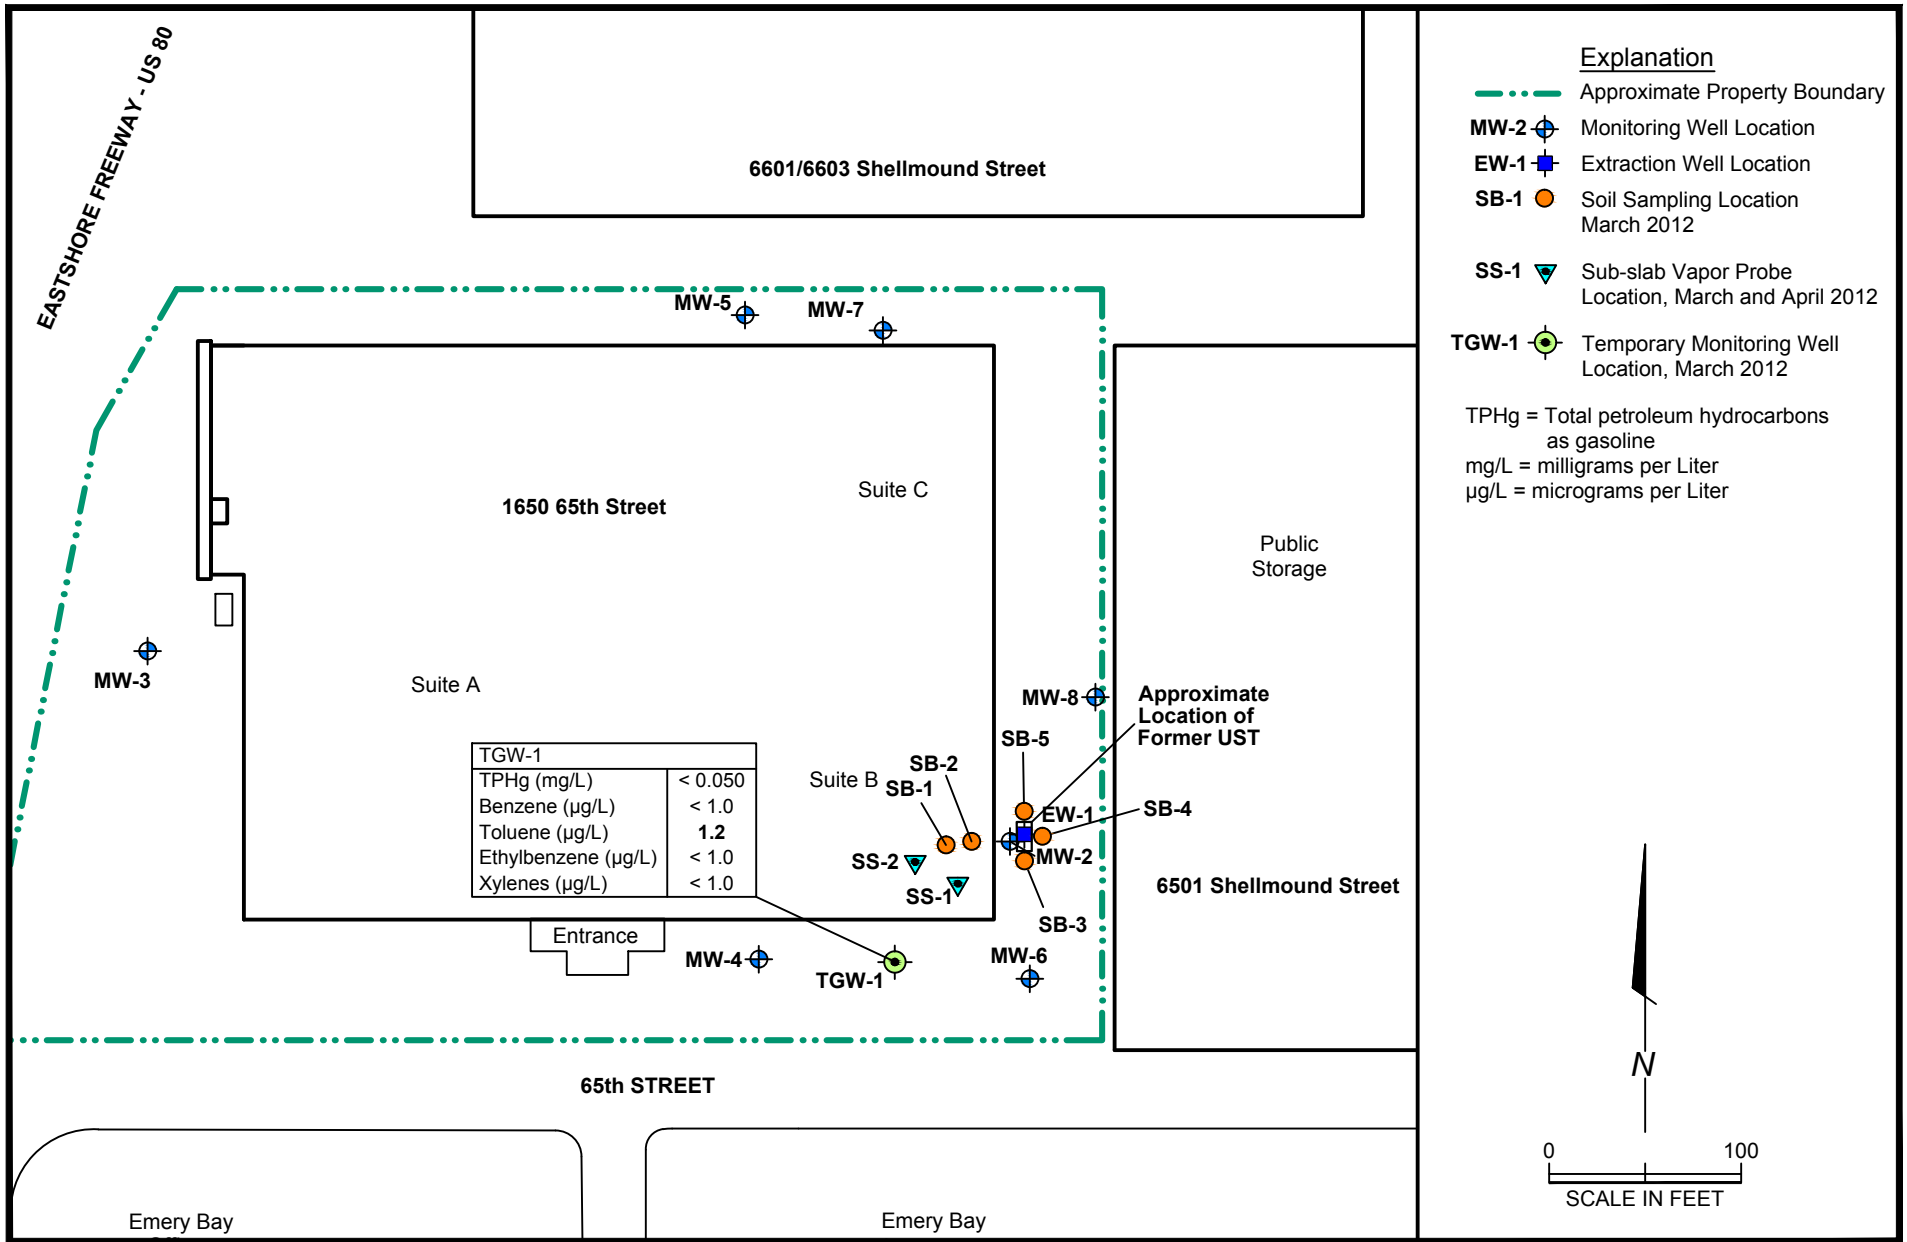 EASTSHORE FREEWAY - US 80
6601/6603 Shellmound Street
MW-5
MW-7
1650 65th Street
Suite C
Public
Storage
MW-3
Suite A
MW-8
Approximate
Location of
Former UST
SB-5
SB-2
Suite B
SB-1
EW-1
SB-4
MW-2
SS-2
SS-1
SB-3
6501 Shellmound Street
TGW-1
TPHg (mg/L) < 0.050
Benzene (µg/L) < 1.0
Toluene (µg/L) 1.2
Ethylbenzene (µg/L) < 1.0
Xylenes (µg/L) < 1.0
Entrance
MW-4
TGW-1
MW-6
65th STREET
Emery Bay
Emery Bay
Explanation
Approximate Property Boundary
MW-2 Monitoring Well Location
EW-1 Extraction Well Location
SB-1 Soil Sampling Location
March 2012
SS-1 Sub-slab Vapor Probe
Location, March and April 2012
TGW-1 Temporary Monitoring Well
Location, March 2012
TPHg = Total petroleum hydrocarbons
as gasoline
mg/L = milligrams per Liter
µg/L = micrograms per Liter
N
0 100
SCALE IN FEET